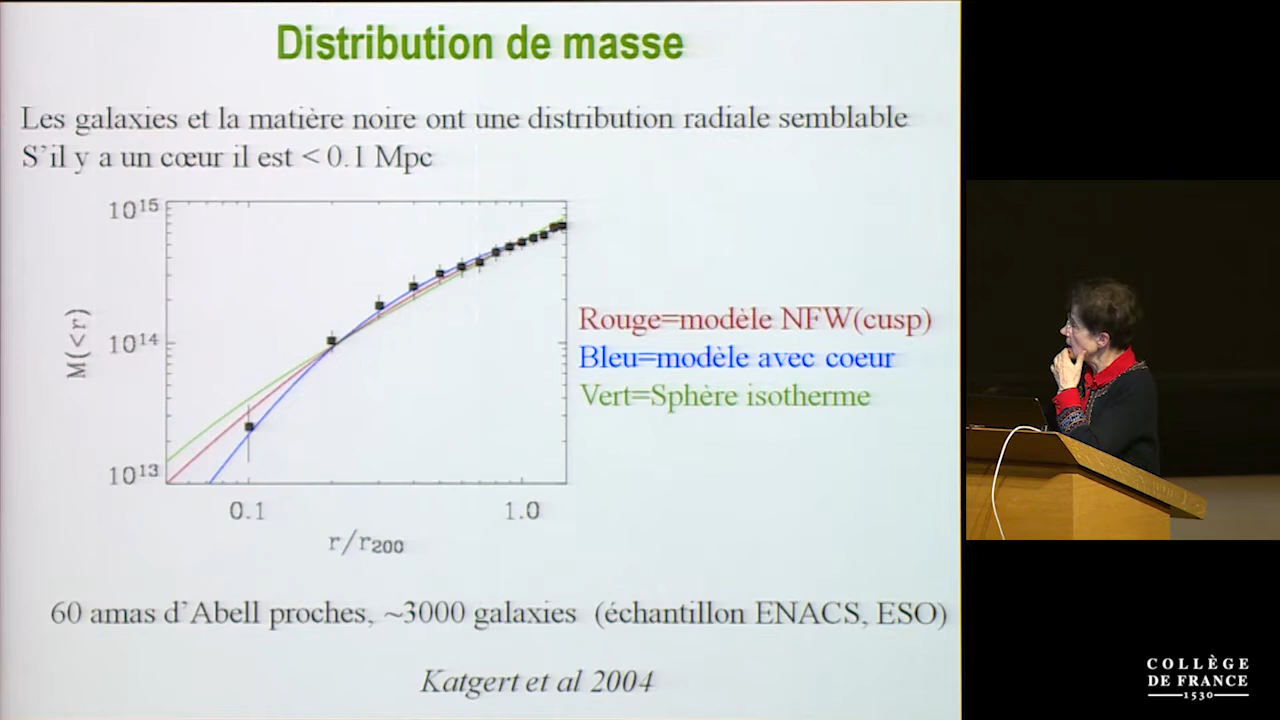 Distribution de masse
Les galaxies et la matière noire ont une distribution radiale semblable
S'il y a un cœur il est < 0.1 Mpc
10^15
10^14
10^13
M(<r)
0.1
1.0
r/r200
Rouge=modèle NFW(cusp)
Bleu=modèle avec coeur
Vert=Sphère isotherme
60 amas d'Abell proches, ~3000 galaxies (échantillon ENACS, ESO)
Katgert et al 2004
COLLÈGE
DE FRANCE
1530